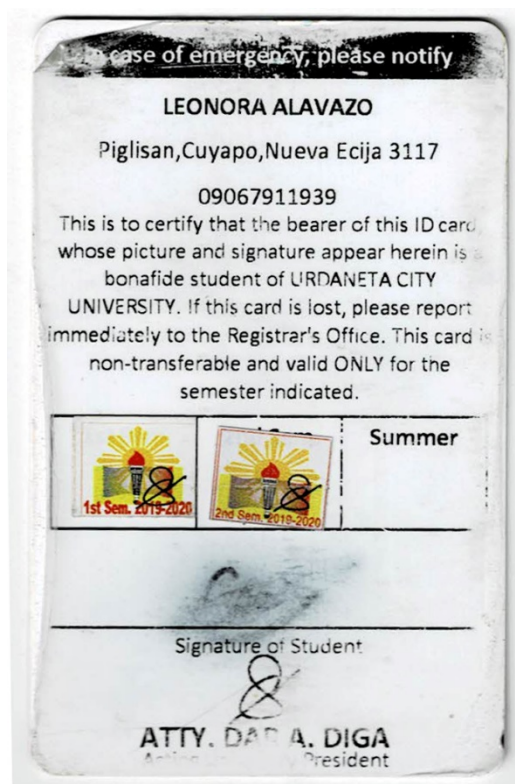 case of emergency, please notify
LEONORA ALAVAZO
Piglisan,Cuyapo,Nueva Ecija 3117
09067911939
This is to certify that the bearer of this ID card,
whose picture and signature appear herein is a
bonafide student of URDANETA CITY
UNIVERSITY. If this card is lost, please report
immediately to the Registrar's Office. This card is
non-transferable and valid ONLY for the
semester indicated.
Summer
1st Sem. 2019-2020
2nd Sem. 2019-2020
Signature of Student
ATTY. A. DIGA
President